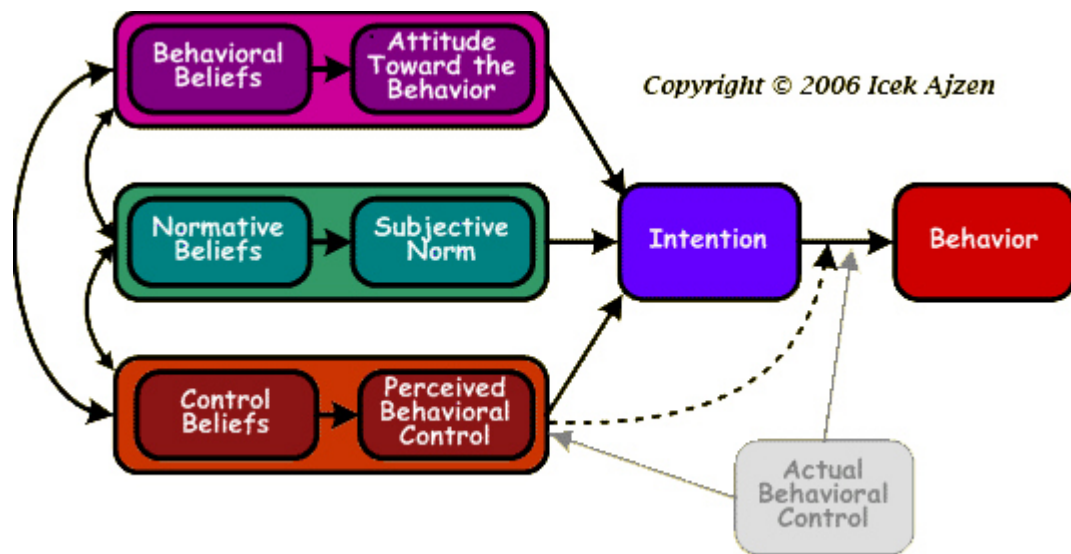 Behavioral
Beliefs
Attitude
Toward the
Behavior
Copyright © 2006 Icek Ajzen
Normative
Beliefs
Subjective
Norm
Intention
Behavior
Control
Beliefs
Perceived
Behavioral
Control
Actual
Behavioral
Control